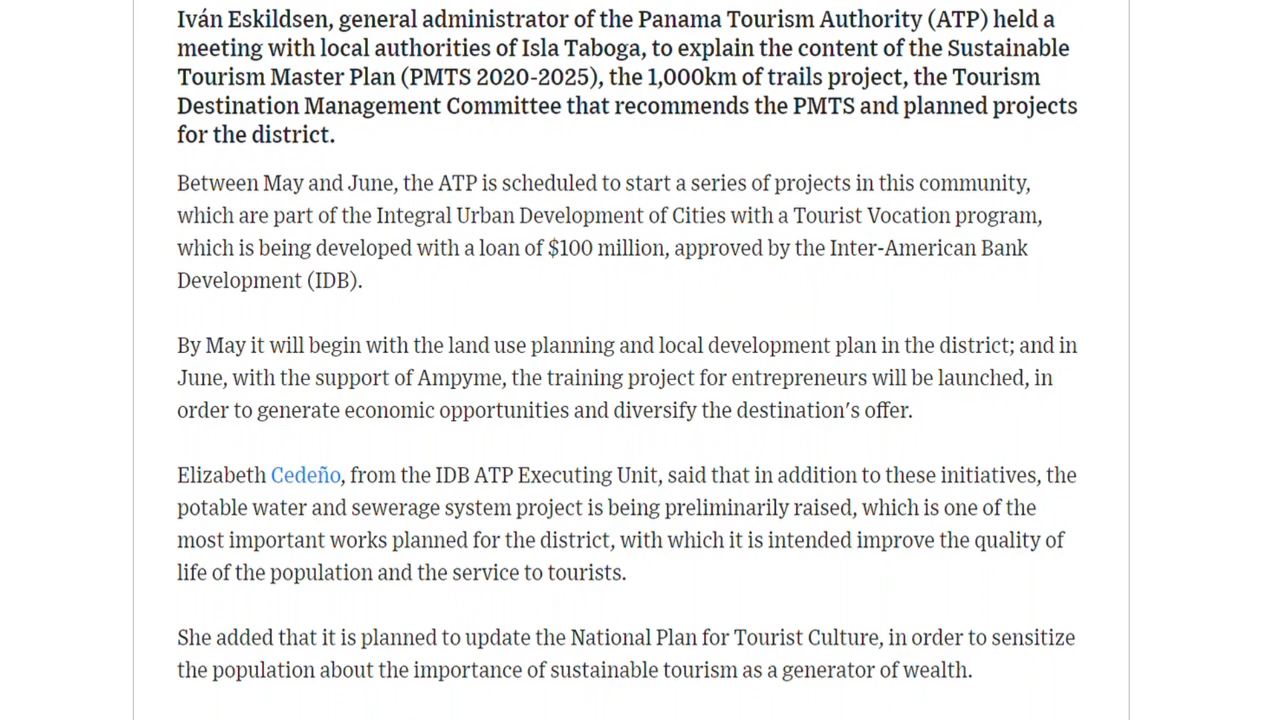 Iván Eskildsen, general administrator of the Panama Tourism Authority (ATP) held a
meeting with local authorities of Isla Taboga, to explain the content of the Sustainable
Tourism Master Plan (PMTS 2020-2025), the 1,000km of trails project, the Tourism
Destination Management Committee that recommends the PMTS and planned projects
for the district.
Between May and June, the ATP is scheduled to start a series of projects in this community,
which are part of the Integral Urban Development of Cities with a Tourist Vocation program,
which is being developed with a loan of $100 million, approved by the Inter-American Bank
Development (IDB).
By May it will begin with the land use planning and local development plan in the district; and in
June, with the support of Ampyme, the training project for entrepreneurs will be launched, in
order to generate economic opportunities and diversify the destination's offer.
Elizabeth Cedeño, from the IDB ATP Executing Unit, said that in addition to these initiatives, the
potable water and sewerage system project is being preliminarily raised, which is one of the
most important works planned for the district, with which it is intended improve the quality of
life of the population and the service to tourists.
She added that it is planned to update the National Plan for Tourist Culture, in order to sensitize
the population about the importance of sustainable tourism as a generator of wealth.